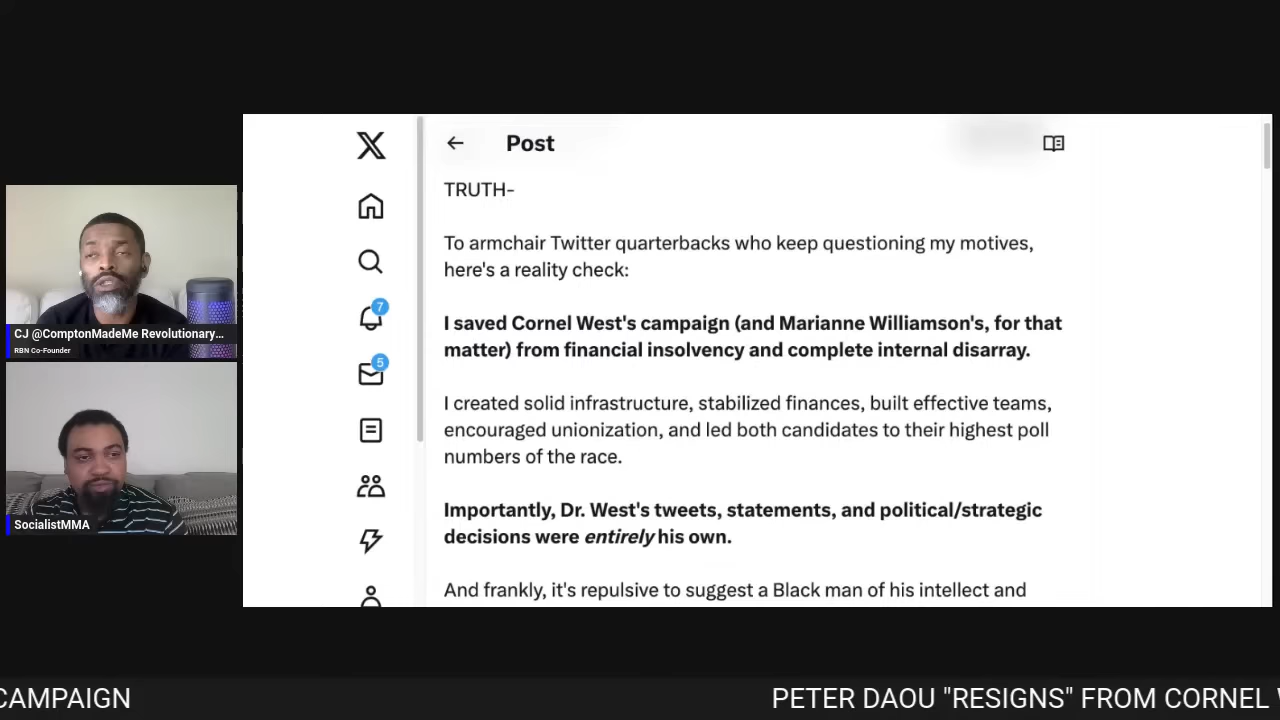 Post
TRUTH-
To armchair Twitter quarterbacks who keep questioning my motives,
here's a reality check:
I saved Cornel West's campaign (and Marianne Williamson's, for that
matter) from financial insolvency and complete internal disarray.
I created solid infrastructure, stabilized finances, built effective teams,
encouraged unionization, and led both candidates to their highest poll
numbers of the race.
Importantly, Dr. West's tweets, statements, and political/strategic
decisions were entirely his own.
And frankly, it's repulsive to suggest a Black man of his intellect and
7
5
CJ @ComptonMadeMe Revolutionary...
RBN Co-Founder
SocialistMMA
CAMPAIGN
PETER DAOU "RESIGNS" FROM CORNEL